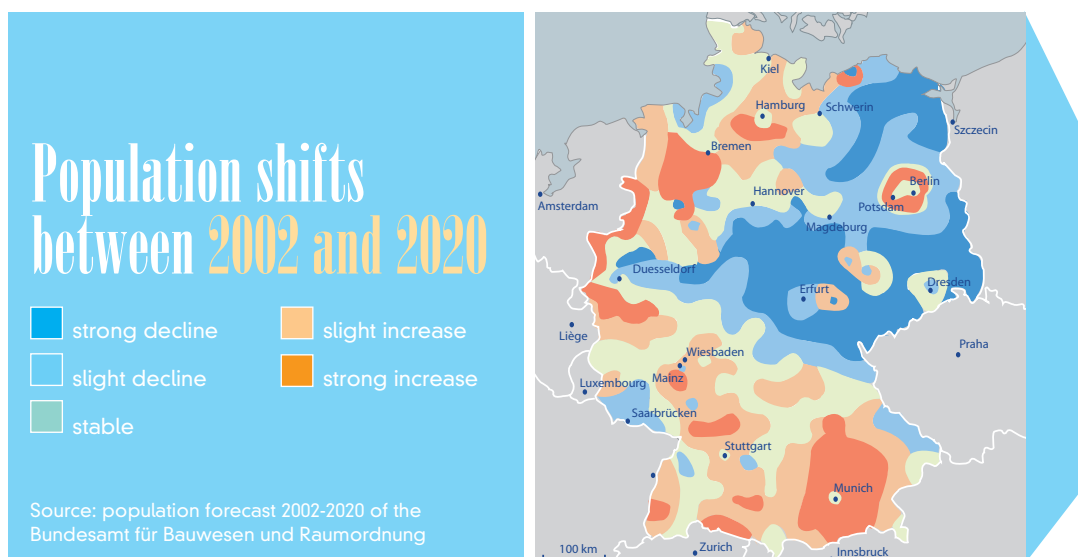 Population shifts
between 2002 and 2020
strong decline
slight increase
slight decline
strong increase
stable
Source: population forecast 2002-2020 of the
Bundesamt für Bauwesen und Raumordnung
Kiel
Hamburg
Schwerin
Szczecin
Bremen
Berlin
Hannover
Potsdam
Amsterdam
Magdeburg
Duesseldorf
Erfurt
Dresden
Liège
Praha
Wiesbaden
Mainz
Luxembourg
Saarbrücken
Stuttgart
Munich
100 km
Zurich
Innsbruck